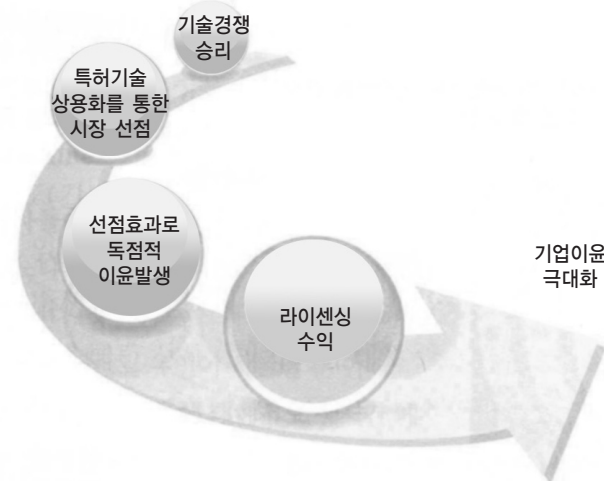 기술경쟁
승리
특허기술
상용화를 통한
시장 선점
선점효과로
독점적
이윤발생
라이센싱
수익
기업이윤
극대화